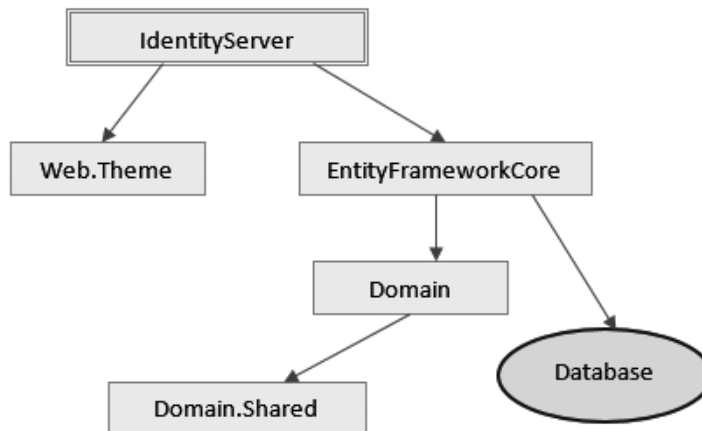 IdentityServer
Web.Theme
EntityFrameworkCore
Domain
Database
Domain.Shared